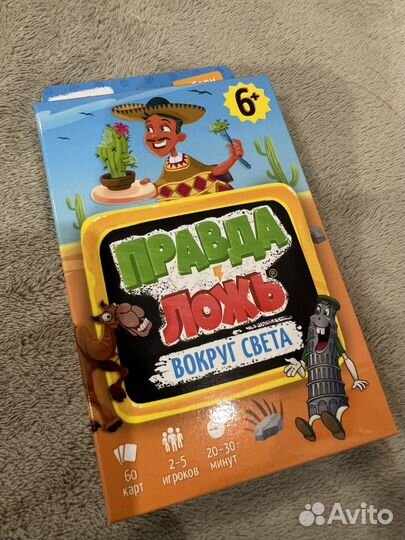 6+
ПРАВДА
ЛОЖЬ®
ВОКРУГ СВЕТА
60
карт
2-5
игроков
20-30
минут
Avito